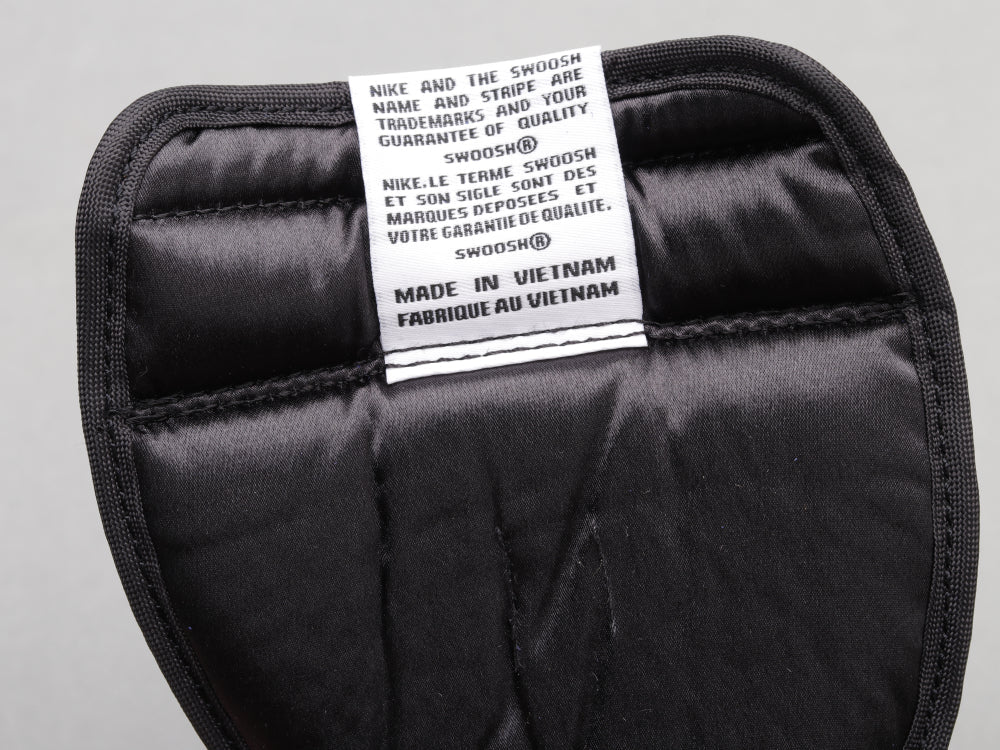 NIKE AND THE SWOOSH
NAME AND STRIPE ARE
TRADEMARKS AND YOUR
GUARANTEE OF QUALITY
SWOOSH®
NIKE.LE TERME SWOOSH
ET SON SIGLE SONT DES
MARQUES DEPOSEES ET
VOTRE GARANTIE DE QUALITE.
SWOOSH®
MADE IN VIETNAM
FABRIQUE AU VIETNAM